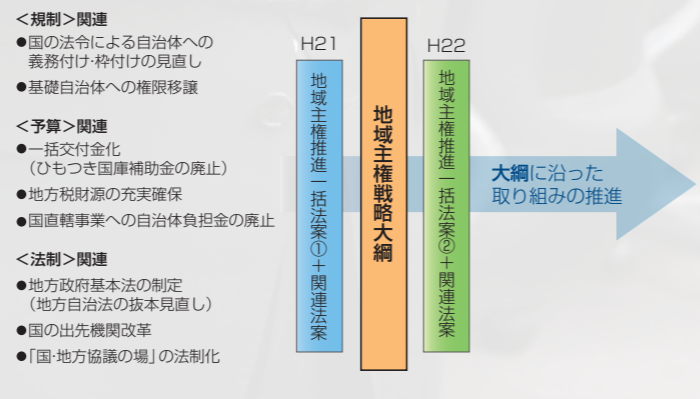 ＜規制＞関連
●国の法令による自治体への
義務付け・枠付けの見直し
●基礎自治体への権限移譲
＜予算＞関連
●一括交付金化
（ひもつき国庫補助金の廃止）
●地方税財源の充実確保
●国直轄事業への自治体負担金の廃止
＜法制＞関連
●地方政府基本法の制定
（地方自治法の抜本見直し）
●国の出先機関改革
●「国・地方協議の場」の法制化
H21
地域主権推進一括法案①＋関連法案
地域主権戦略大綱
H22
地域主権推進一括法案②＋関連法案
大綱に沿った
取り組みの推進